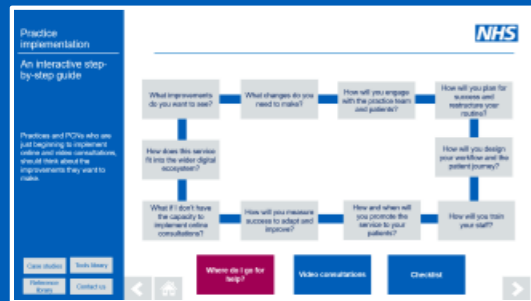 Practice
implementation
An interactive step-
by-step guide
Practices and PCNs who are
just beginning to implement
online and video consultations,
should think about the
improvements they want to
make.
Case studies
Tools library
Reference
library
Contact us
NHS
What improvements
do you want to see?
What changes do you
need to make?
How will you engage
with the practice team
and patients?
How will you plan for
success and
restructure your
routine?
How does this service
fit into the wider digital
ecosystem?
How will you design
your workflow and the
patient journey?
What if I don't have
the capacity to
implement online
consultations?
How will you measure
success to adapt and
improve?
How and when will
you promote the
service to your
patients?
How will you train
your staff?
Where do I go for
help?
Video consultations
Checklist